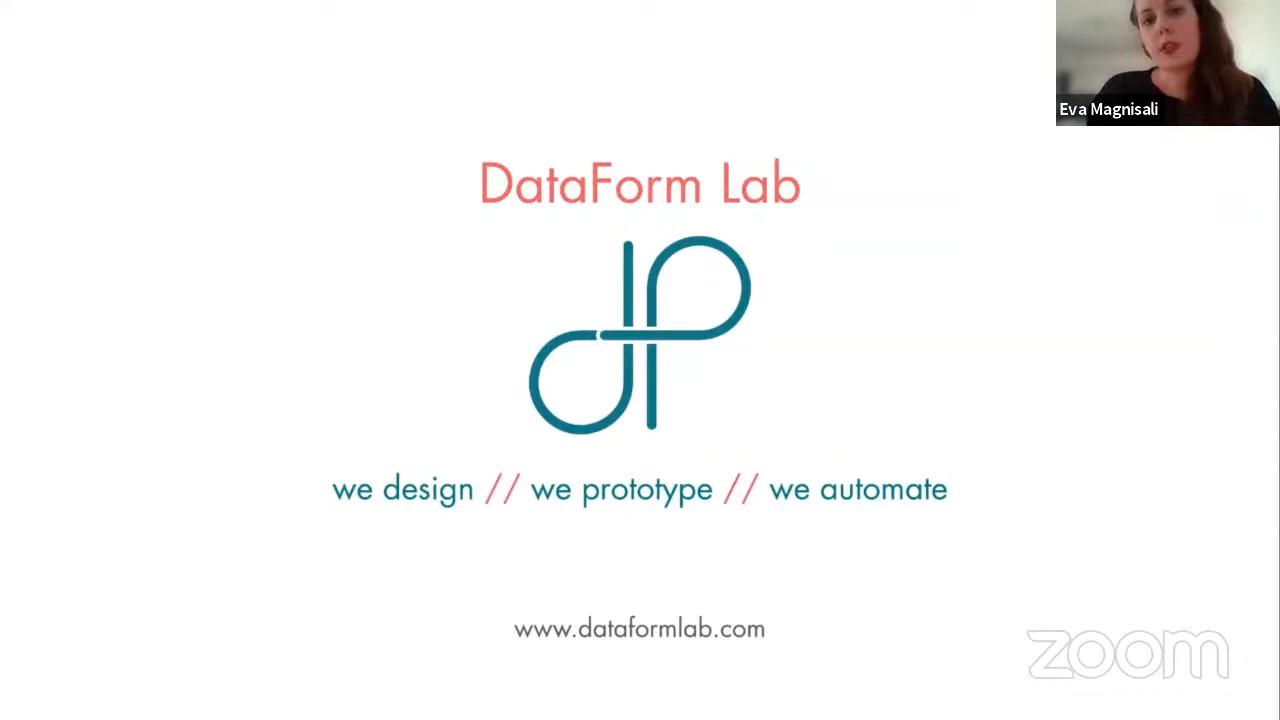 Eva Magnisali
DataForm Lab
we design // we prototype // we automate
www.dataformlab.com
zoom